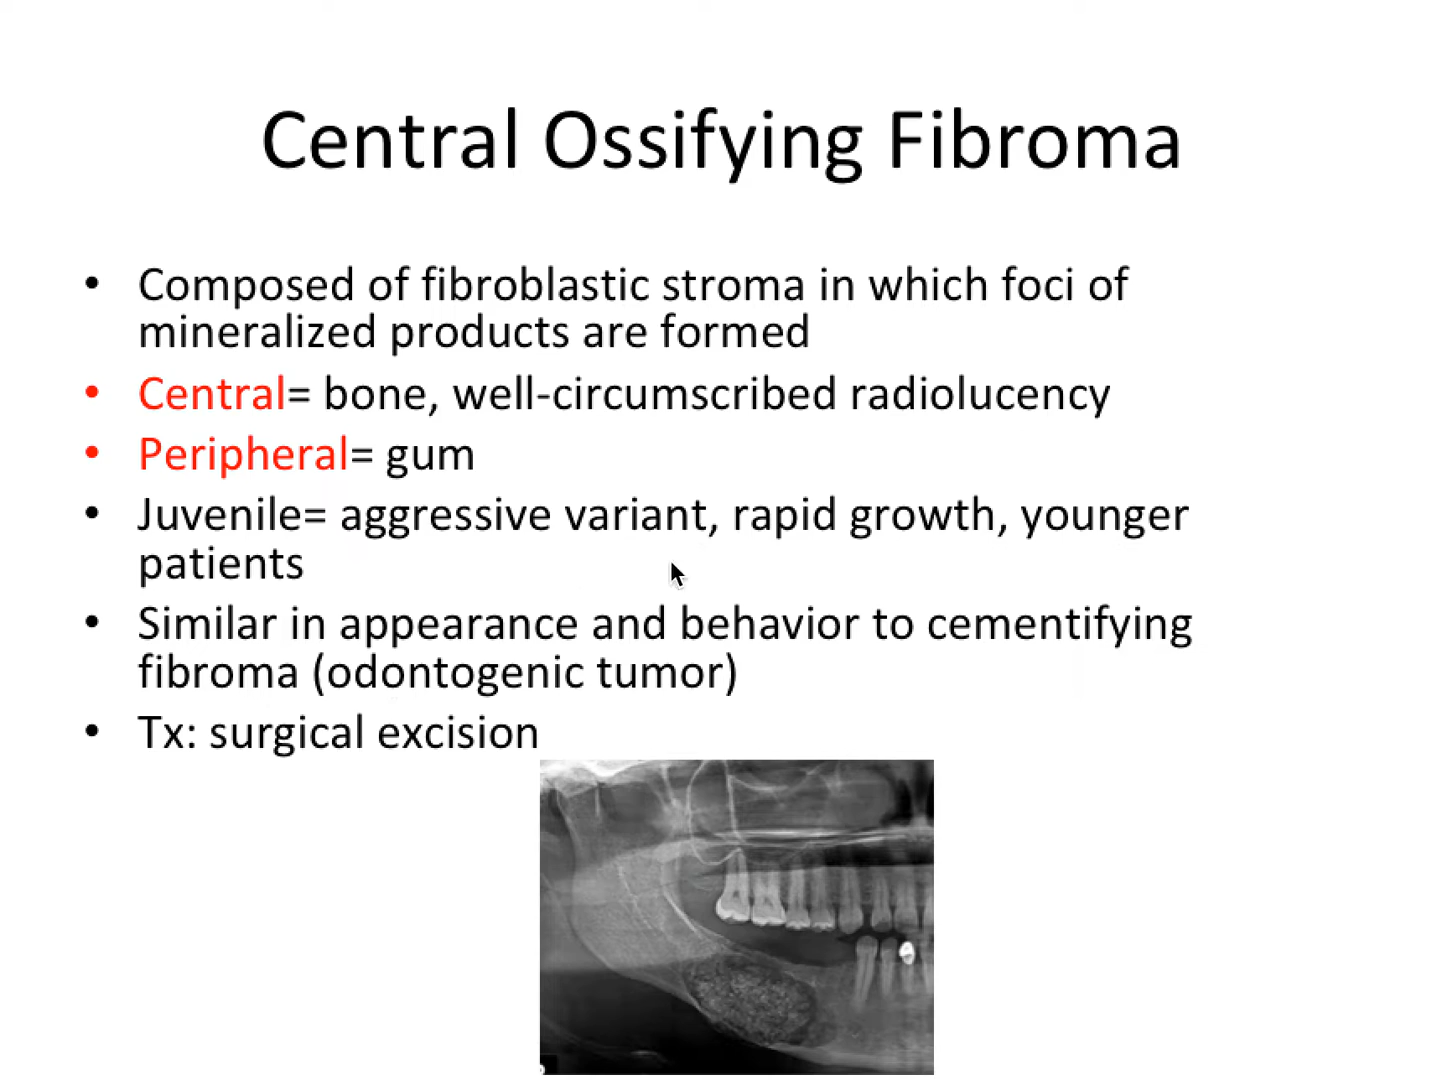 Central Ossifying Fibroma
• Composed of fibroblastic stroma in which foci of
mineralized products are formed
• Central= bone, well-circumscribed radiolucency
• Peripheral= gum
• Juvenile= aggressive variant, rapid growth, younger
patients
• Similar in appearance and behavior to cementifying
fibroma (odontogenic tumor)
• Tx: surgical excision